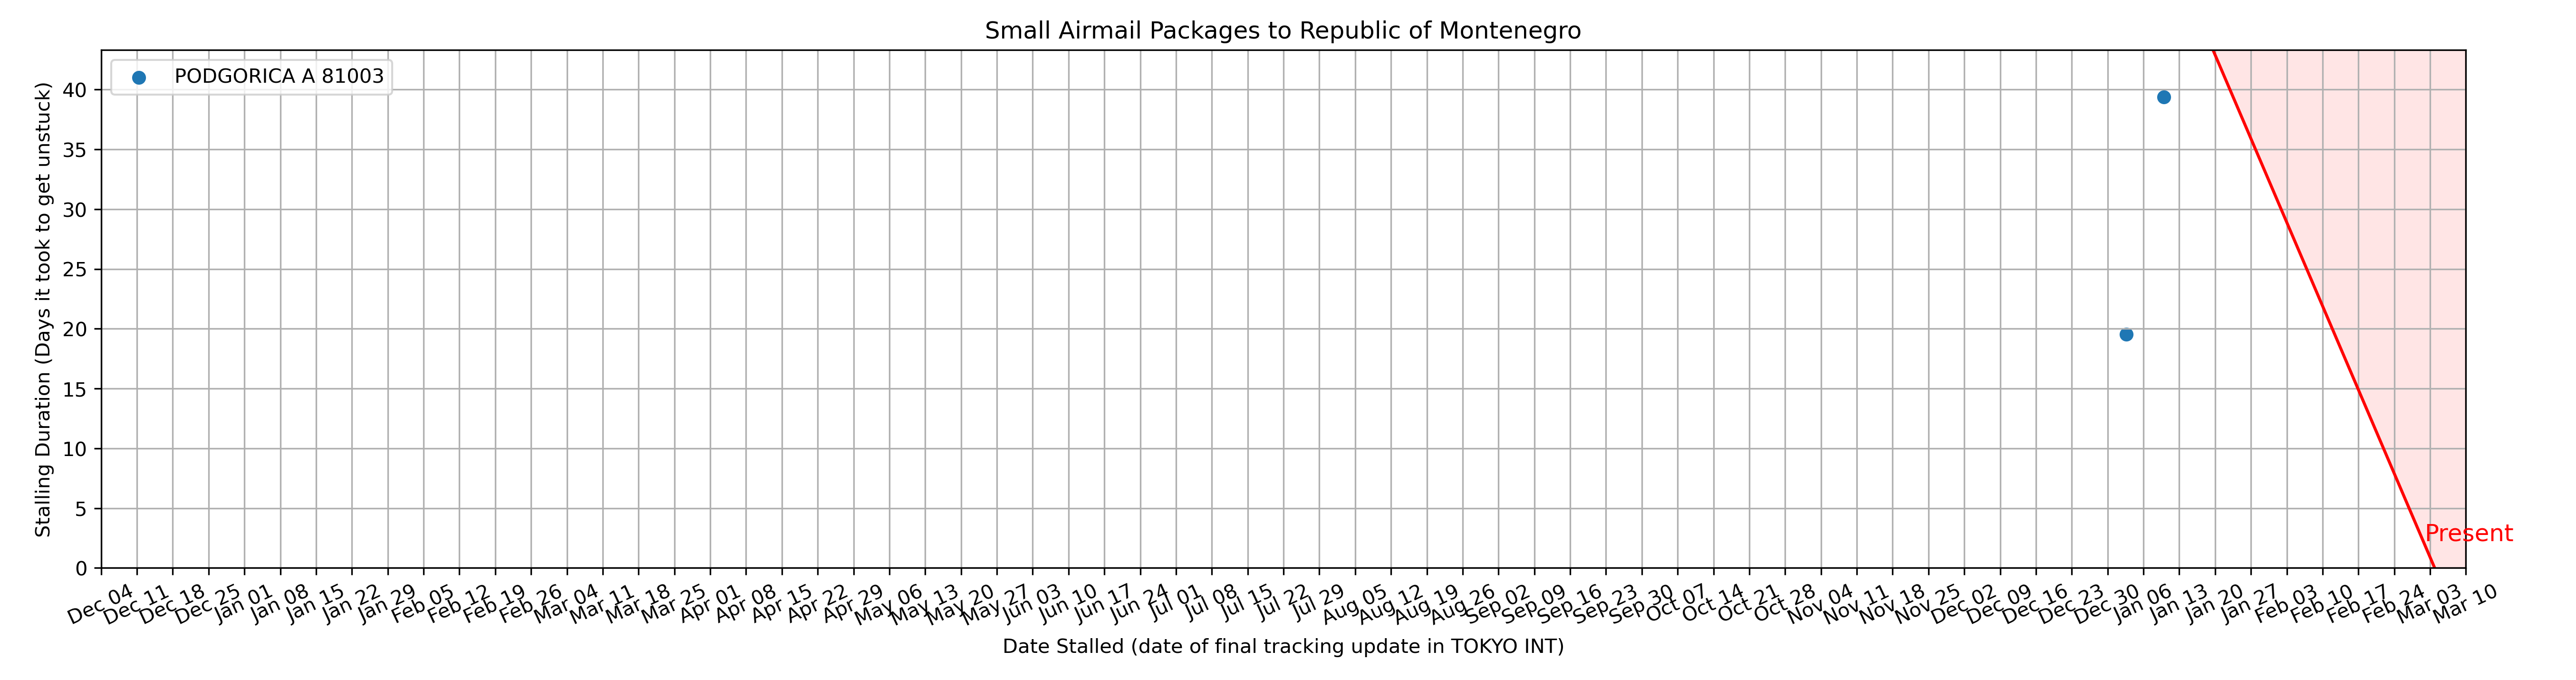 Small Airmail Packages to Republic of Montenegro
PODGORICA A 81003
Stalling Duration (Days it took to get unstuck)
40
35
30
25
20
15
10
5
0
Present
Dec 04 Dec 11 Dec 18 Dec 25 Jan 01 Jan 08 Jan 15 Jan 22 Jan 29 Feb 05 Feb 12 Feb 19 Feb 26 Mar 04 Mar 11 Mar 18 Mar 25 Apr 01 Apr 08 Apr 15 Apr 22 Apr 29 May 06 May 13 May 20 May 27 Jun 03 Jun 10 Jun 17 Jun 24 Jul 01 Jul 08 Jul 15 Jul 22 Jul 29 Aug 05 Aug 12 Aug 19 Aug 26 Sep 02 Sep 09 Sep 16 Sep 23 Sep 30 Oct 07 Oct 14 Oct 21 Oct 28 Nov 04 Nov 11 Nov 18 Nov 25 Dec 02 Dec 09 Dec 16 Dec 23 Dec 30 Jan 06 Jan 13 Jan 20 Jan 27 Feb 03 Feb 10 Feb 17 Feb 24 Mar 03 Mar 10
Date Stalled (date of final tracking update in TOKYO INT)